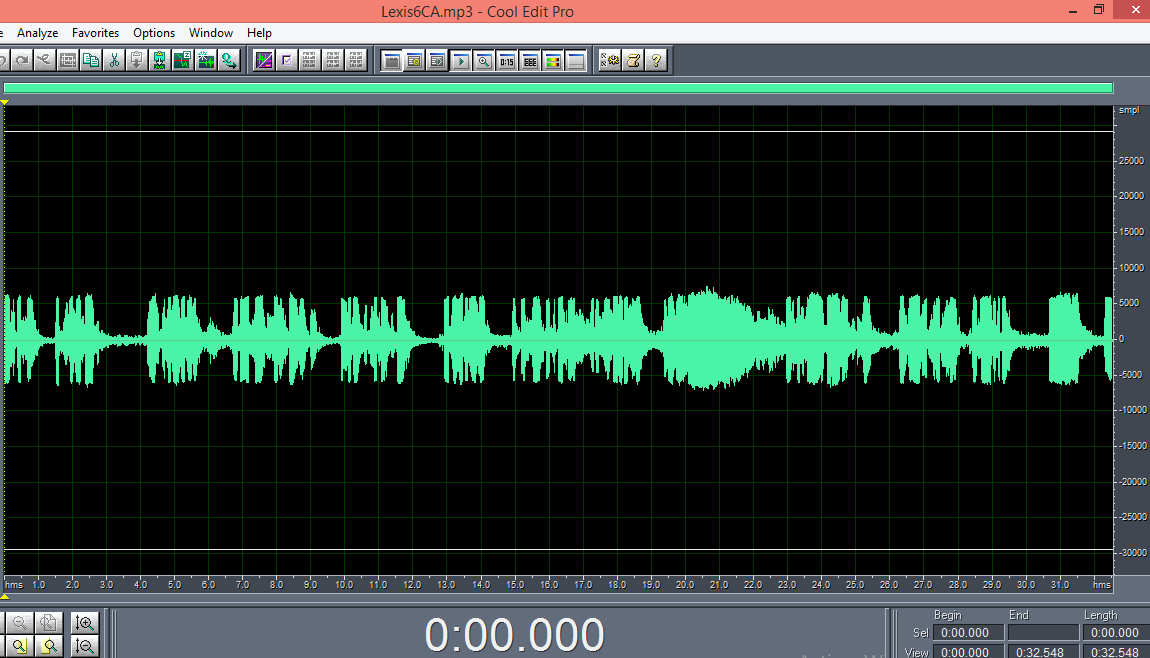 Lexis6CA.mp3 - Cool Edit Pro
Analyze Favorites Options Window Help
0:15
smpl
25000
20000
15000
10000
5000
0
-5000
-10000
-15000
-20000
-25000
-30000
hms 1.0 2.0 3.0 4.0 5.0 6.0 7.0 8.0 9.0 10.0 11.0 12.0 13.0 14.0 15.0 16.0 17.0 18.0 19.0 20.0 21.0 22.0 23.0 24.0 25.0 26.0 27.0 28.0 29.0 30.0 31.0 hms
0:00.000
Begin End Length
Sel 0:00.000 0:00.000
View 0:00.000 0:32.548 0:32.548